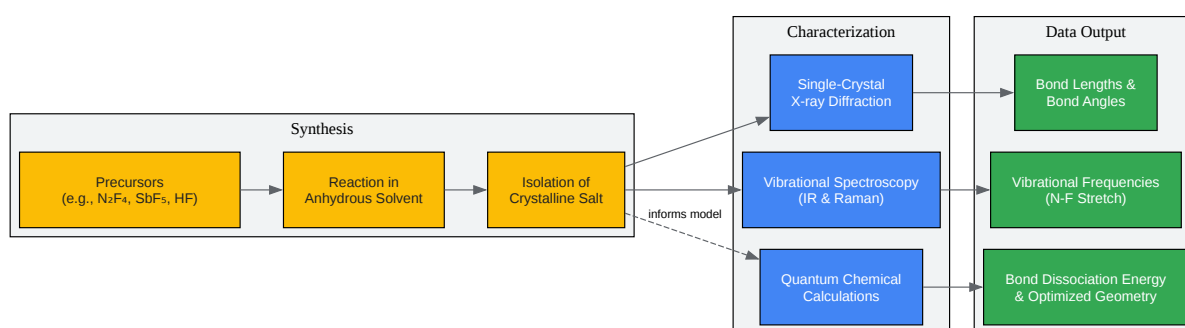 Synthesis
Precursors
(e.g., N₂F₄, SbF₅, HF)
Reaction in
Anhydrous Solvent
Isolation of
Crystalline Salt
informs model
Characterization
Single-Crystal
X-ray Diffraction
Vibrational Spectroscopy
(IR & Raman)
Quantum Chemical
Calculations
Data Output
Bond Lengths &
Bond Angles
Vibrational Frequencies
(N-F Stretch)
Bond Dissociation Energy
& Optimized Geometry